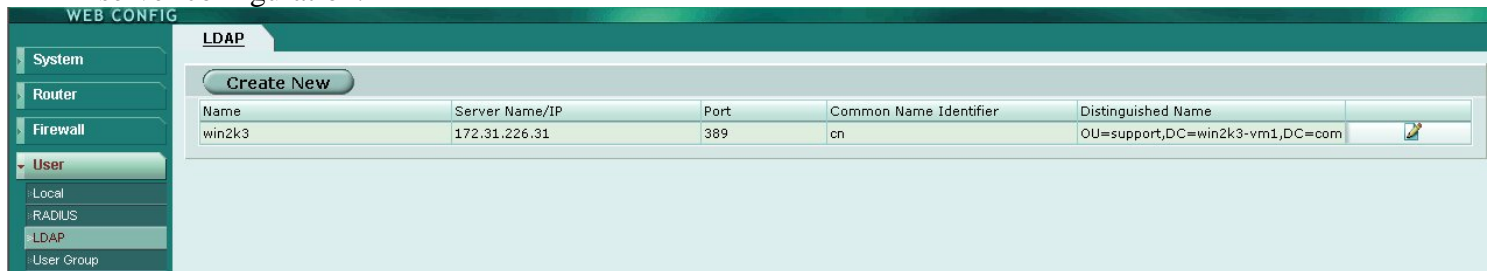 server configuration.
WEB CONFIG
LDAP
System
Create New
Router
Name Server Name/IP Port Common Name Identifier Distinguished Name
Firewall
win2k3 172.31.226.31 389 cn OU=support,DC=win2k3-vm1,DC=com
User
Local
RADIUS
LDAP
User Group